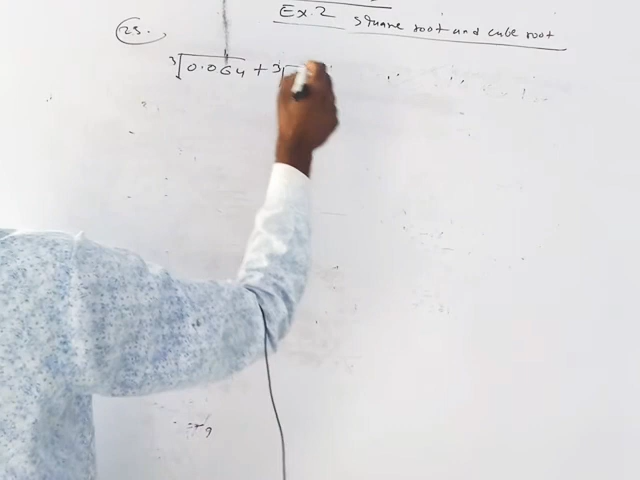 Ex.2 square root and cube root
25.
∛0.064 + ∛